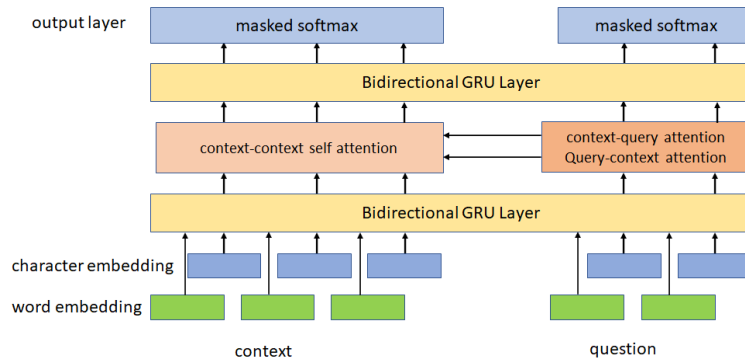 output layer
masked softmax
masked softmax
Bidirectional GRU Layer
context-context self attention
context-query attention
Query-context attention
Bidirectional GRU Layer
character embedding
word embedding
context
question